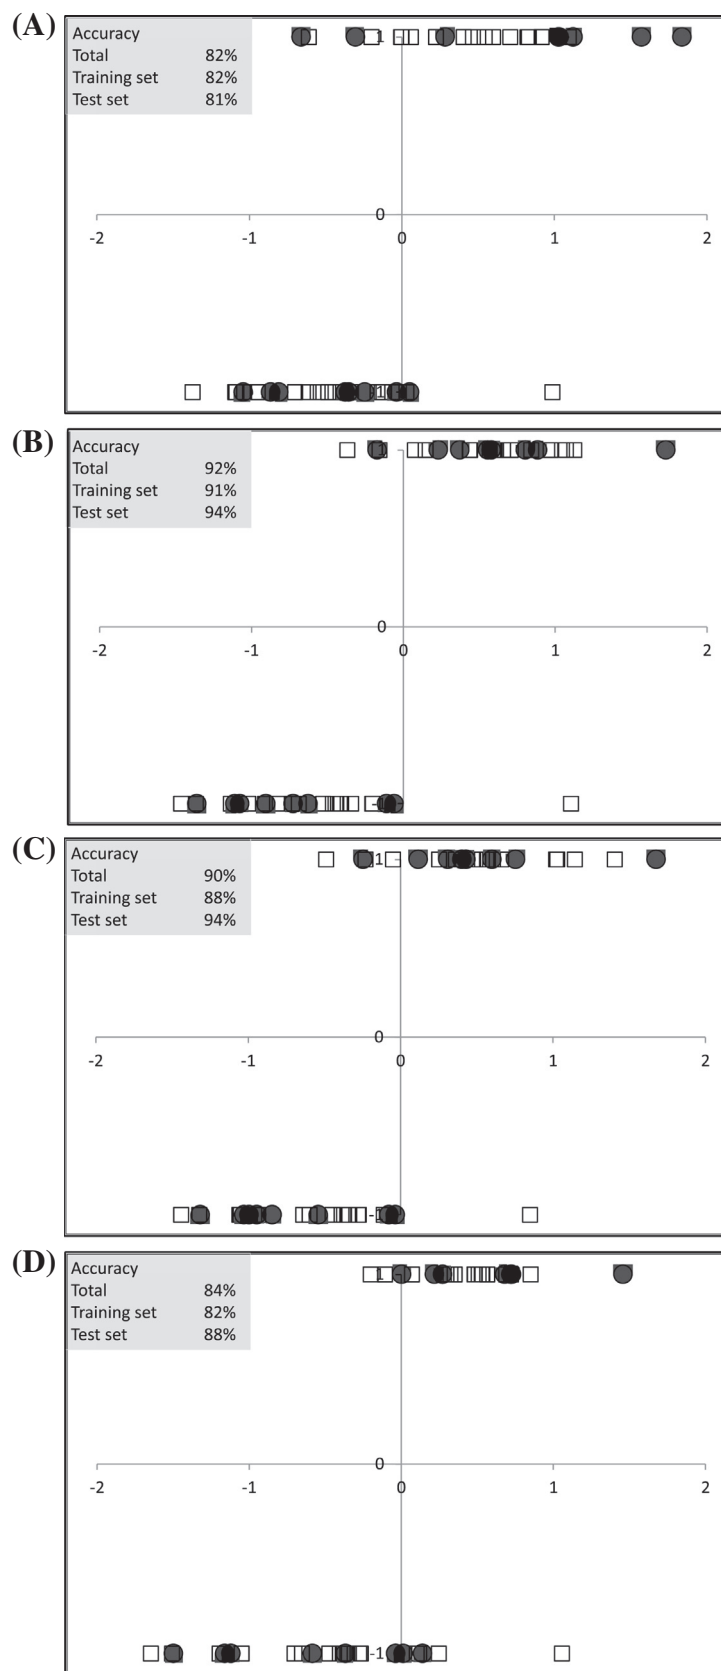 (A)
Accuracy
Total 82%
Training set 82%
Test set 81%
1
0
-2 -1 0 1 2
-1
(B)
Accuracy
Total 92%
Training set 91%
Test set 94%
1
0
-2 -1 0 1 2
(C)
Accuracy
Total 90%
Training set 88%
Test set 94%
1
0
-2 -1 0 1 2
-1
(D)
Accuracy
Total 84%
Training set 82%
Test set 88%
1
0
-2 -1 0 1 2
-1